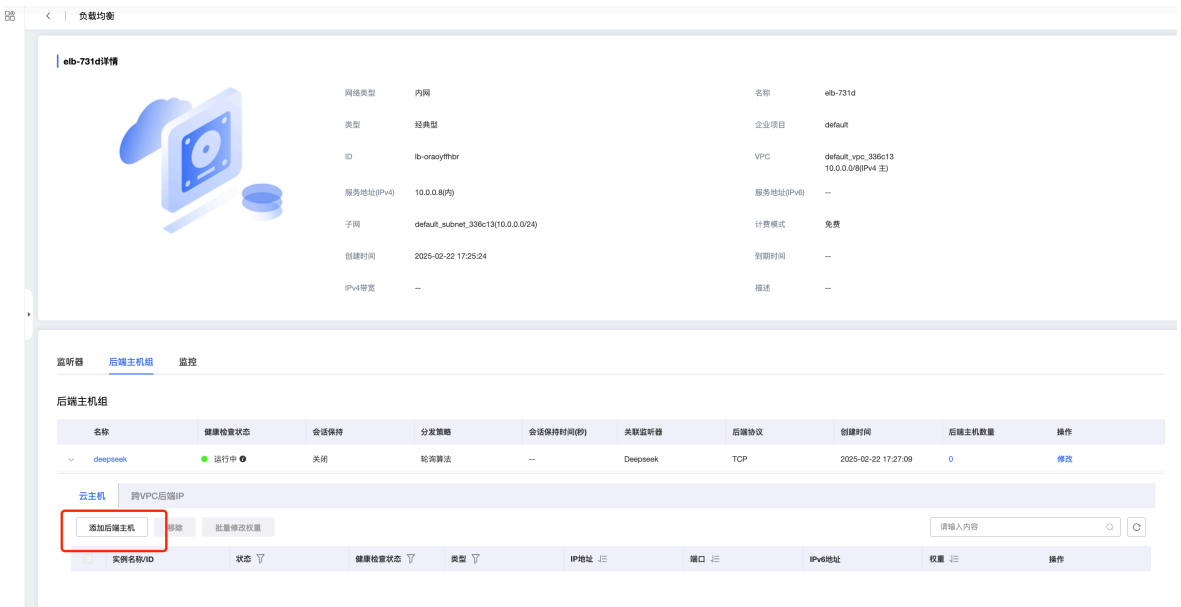 负载均衡
elb-731d详情
网络类型 内网 名称 elb-731d
类型 经典型 企业项目 default
ID lb-oraoyffhbr VPC default_vpc_336c13
10.0.0.0/8(IPv4 主)
服务地址(IPv4) 10.0.0.8(内) 服务地址(IPv6) --
子网 default_subnet_336c13(10.0.0.0/24) 计费模式 免费
创建时间 2025-02-22 17:25:24 到期时间 --
IPv4带宽 -- 描述 --
监听器 后端主机组 监控
后端主机组
名称 健康检查状态 会话保持 分发策略 会话保持时间(秒) 关联监听器 后端协议 创建时间 后端主机数量 操作
deepseek 运行中 关闭 轮询算法 -- Deepseek TCP 2025-02-22 17:27:09 0 修改
云主机 跨VPC后端IP
添加后端主机 移除 批量修改权重 请输入内容
实例名称/ID 状态 健康检查状态 类型 IP地址 端口 IPv6地址 权重 操作